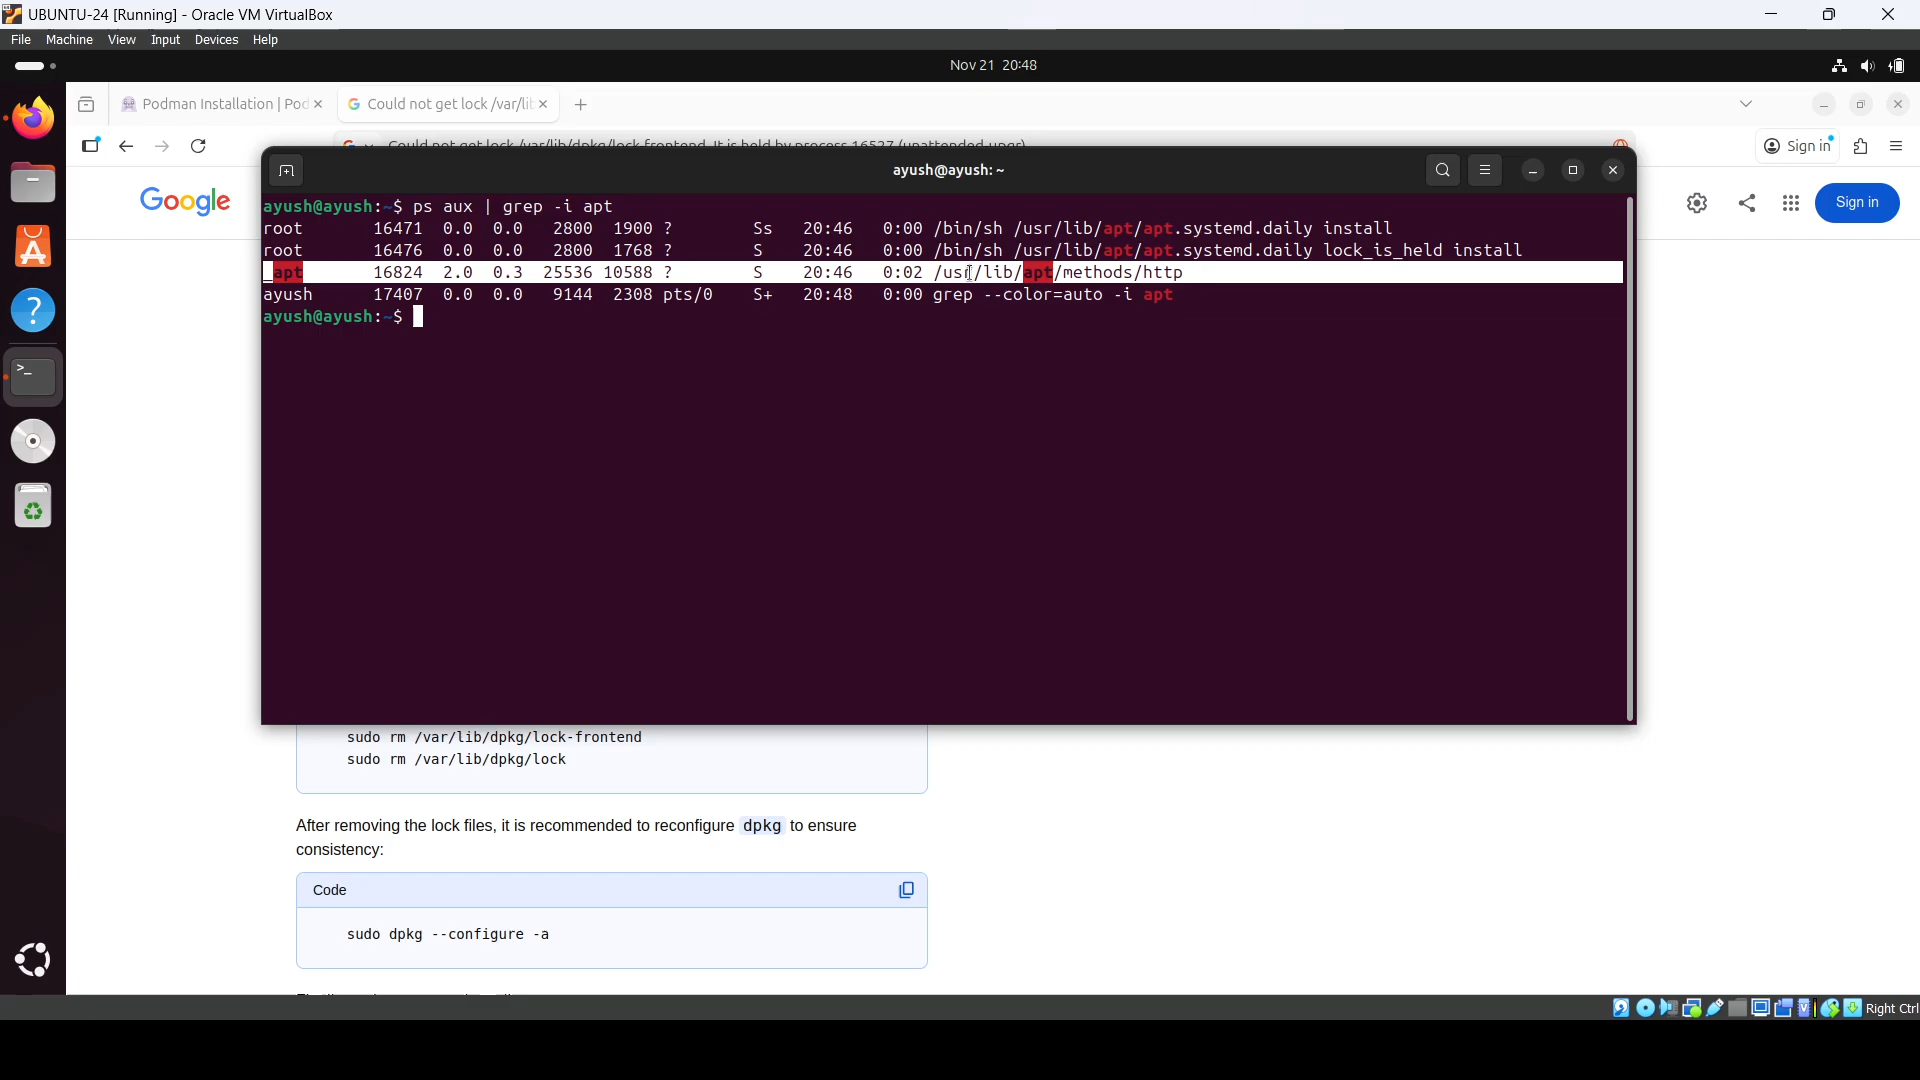 UBUNTU-24 [Running] - Oracle VM VirtualBox
File Machine View Input Devices Help
Nov 21 20:48
Podman Installation | Pod
Could not get lock /var/lib
Could not get lock /var/lib/dpkg/lock-frontend. It is held by process 16527 (unattended-upgr)
Sign in
Google
Sign in
ayush@ayush: ~
ayush@ayush:~$ ps aux | grep -i apt
root 16471 0.0 0.0 2800 1900 ? Ss 20:46 0:00 /bin/sh /usr/lib/apt/apt.systemd.daily install
root 16476 0.0 0.0 2800 1768 ? S 20:46 0:00 /bin/sh /usr/lib/apt/apt.systemd.daily lock_is_held install
_apt 16824 2.0 0.3 25536 10588 ? S 20:46 0:02 /usr/lib/apt/methods/http
ayush 17407 0.0 0.0 9144 2308 pts/0 S+ 20:48 0:00 grep --color=auto -i apt
ayush@ayush:~$
sudo rm /var/lib/dpkg/lock-frontend
sudo rm /var/lib/dpkg/lock
After removing the lock files, it is recommended to reconfigure dpkg to ensure
consistency:
Code
sudo dpkg --configure -a
Right Ctrl